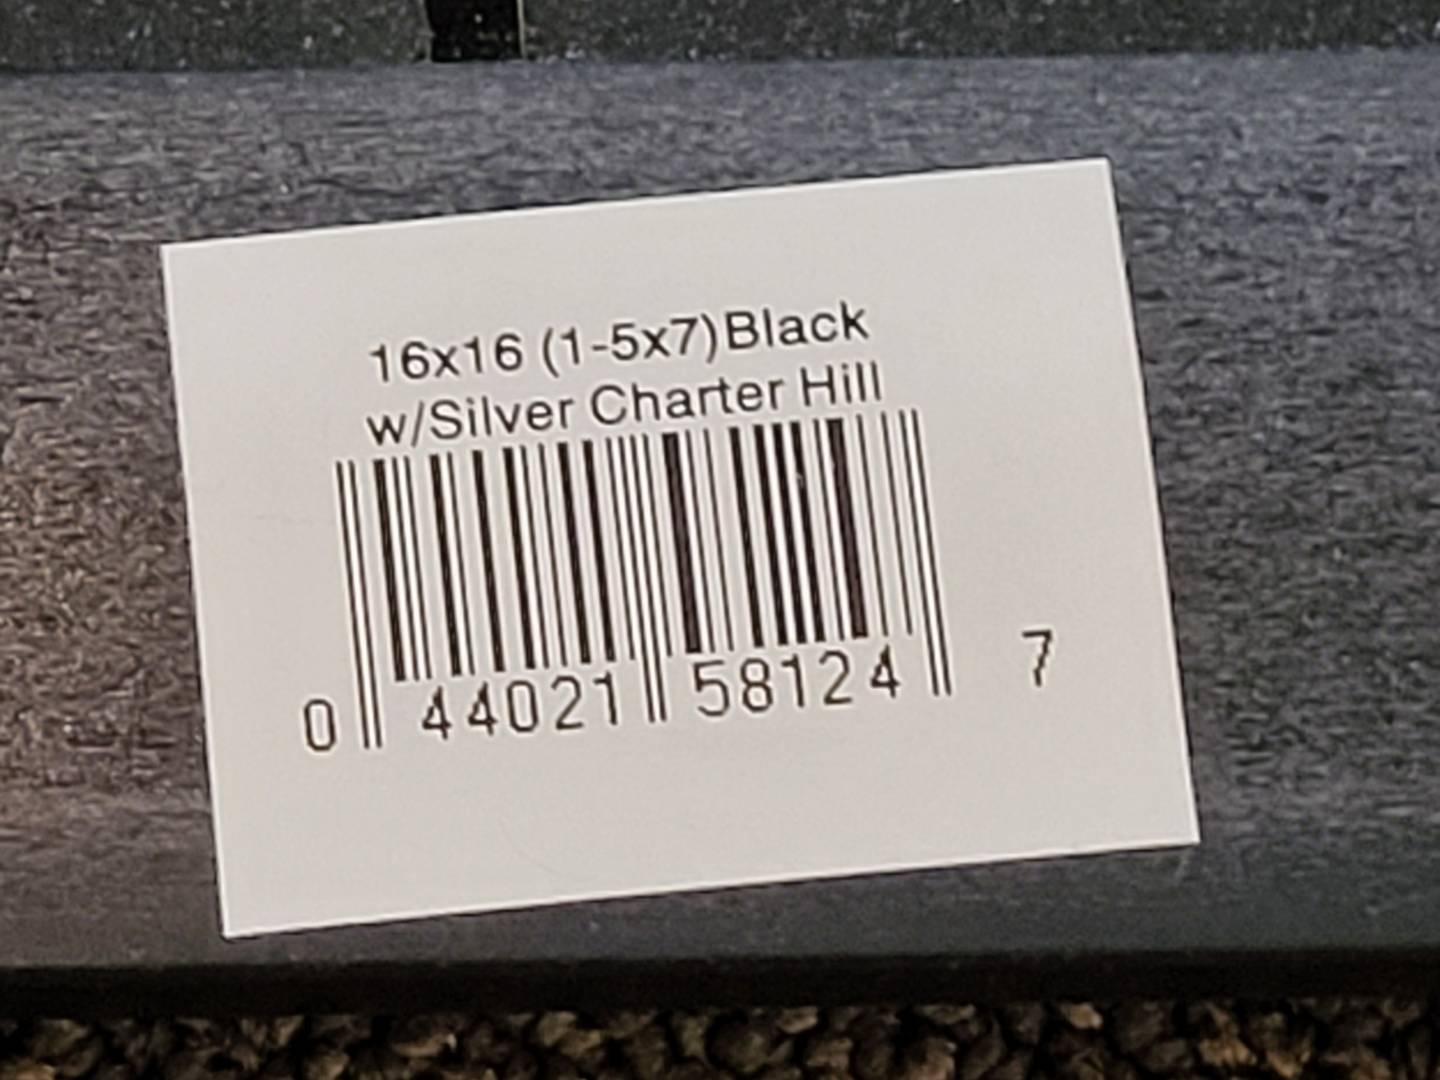 16x16 (1-5x7)Black
w/Silver Charter Hill
0 44021 58124 7